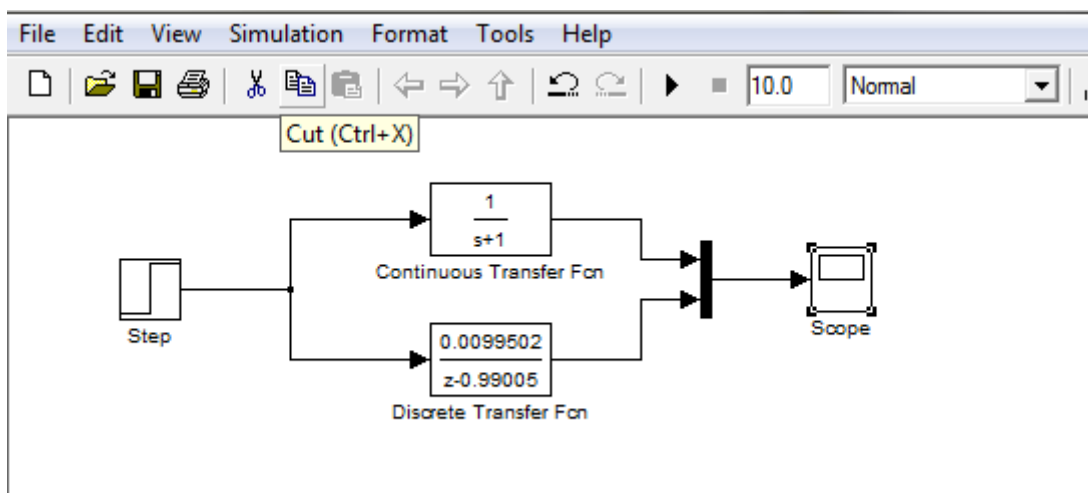 File Edit View Simulation Format Tools Help
10.0 Normal
Cut (Ctrl+X)
1
s+1
Continuous Transfer Fcn
Step
Scope
0.0099502
z-0.99005
Discrete Transfer Fcn